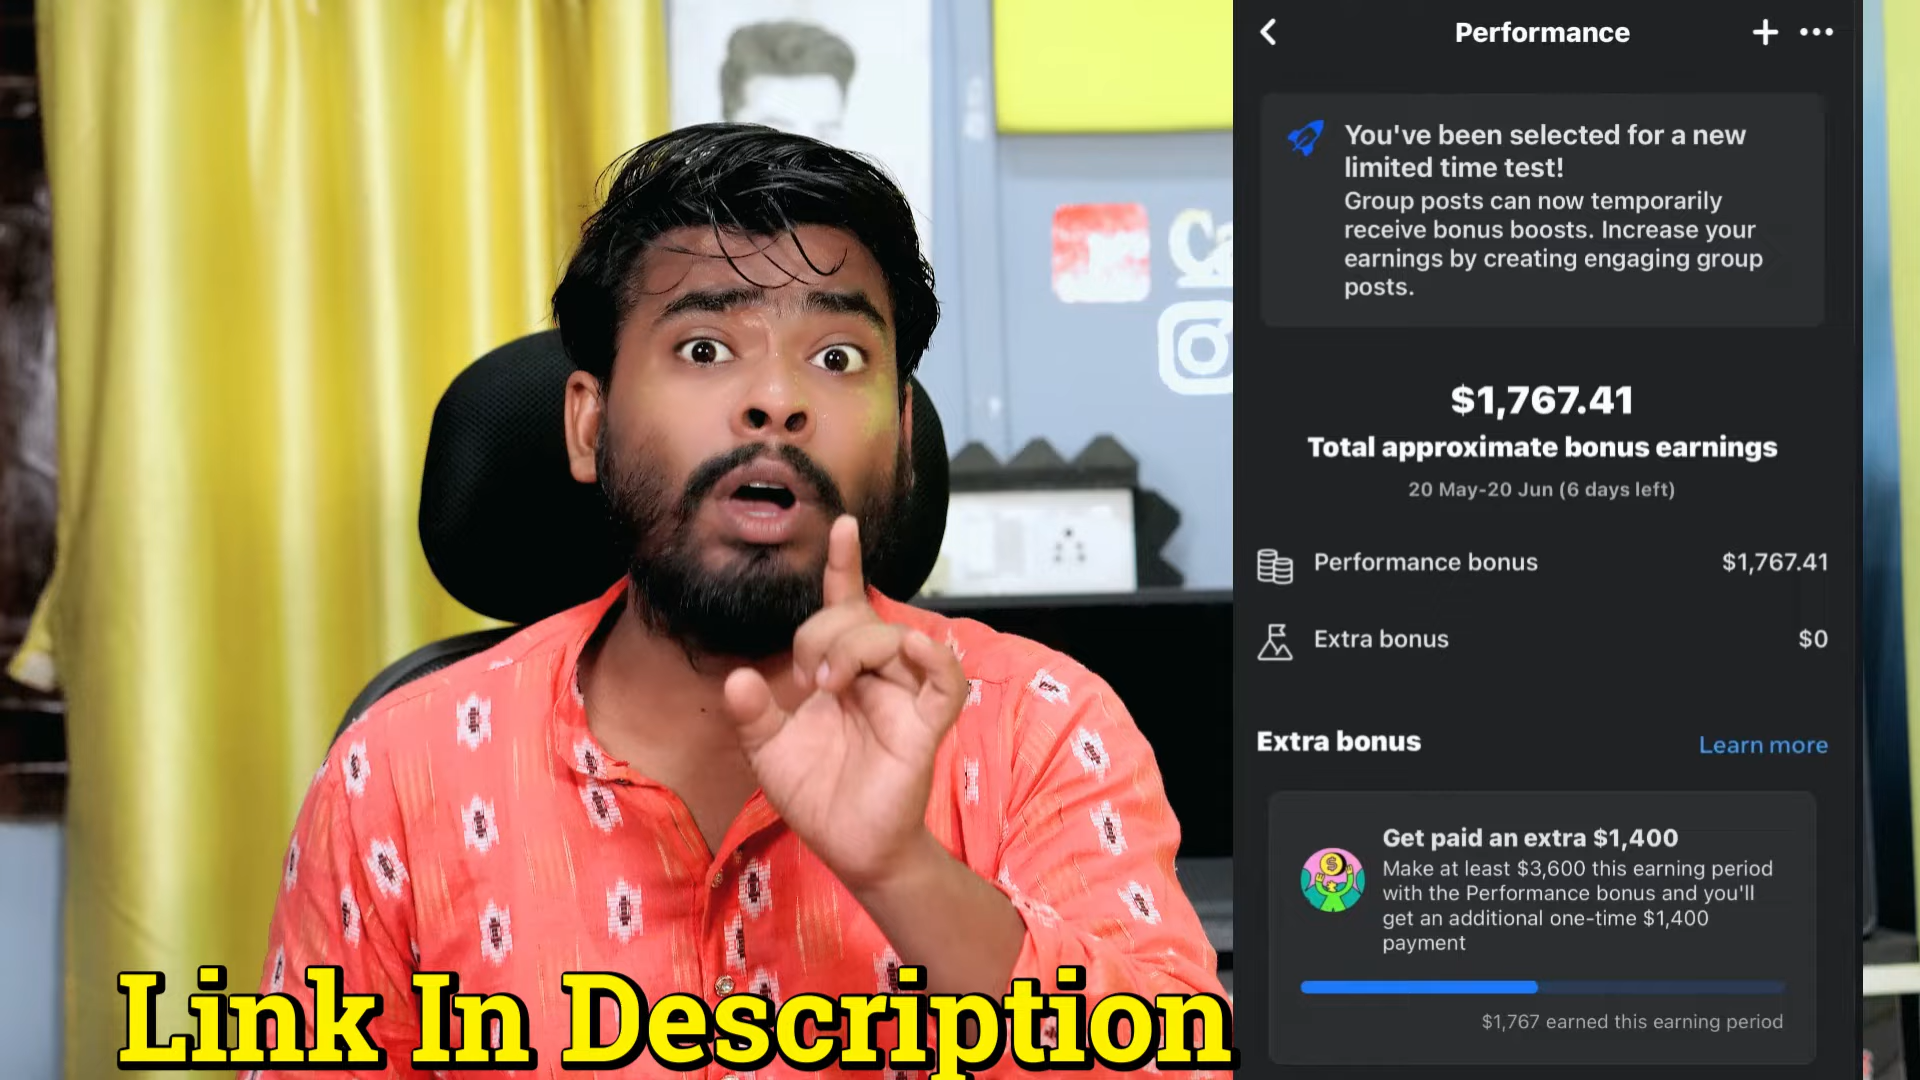 Performance
You've been selected for a new
limited time test!
Group posts can now temporarily
receive bonus boosts. Increase your
earnings by creating engaging group
posts.
$1,767.41
Total approximate bonus earnings
20 May-20 Jun (6 days left)
Performance bonus $1,767.41
Extra bonus $0
Extra bonus Learn more
Get paid an extra $1,400
Make at least $3,600 this earning period
with the Performance bonus and you'll
get an additional one-time $1,400
payment
$1,767 earned this earning period
Link In Description